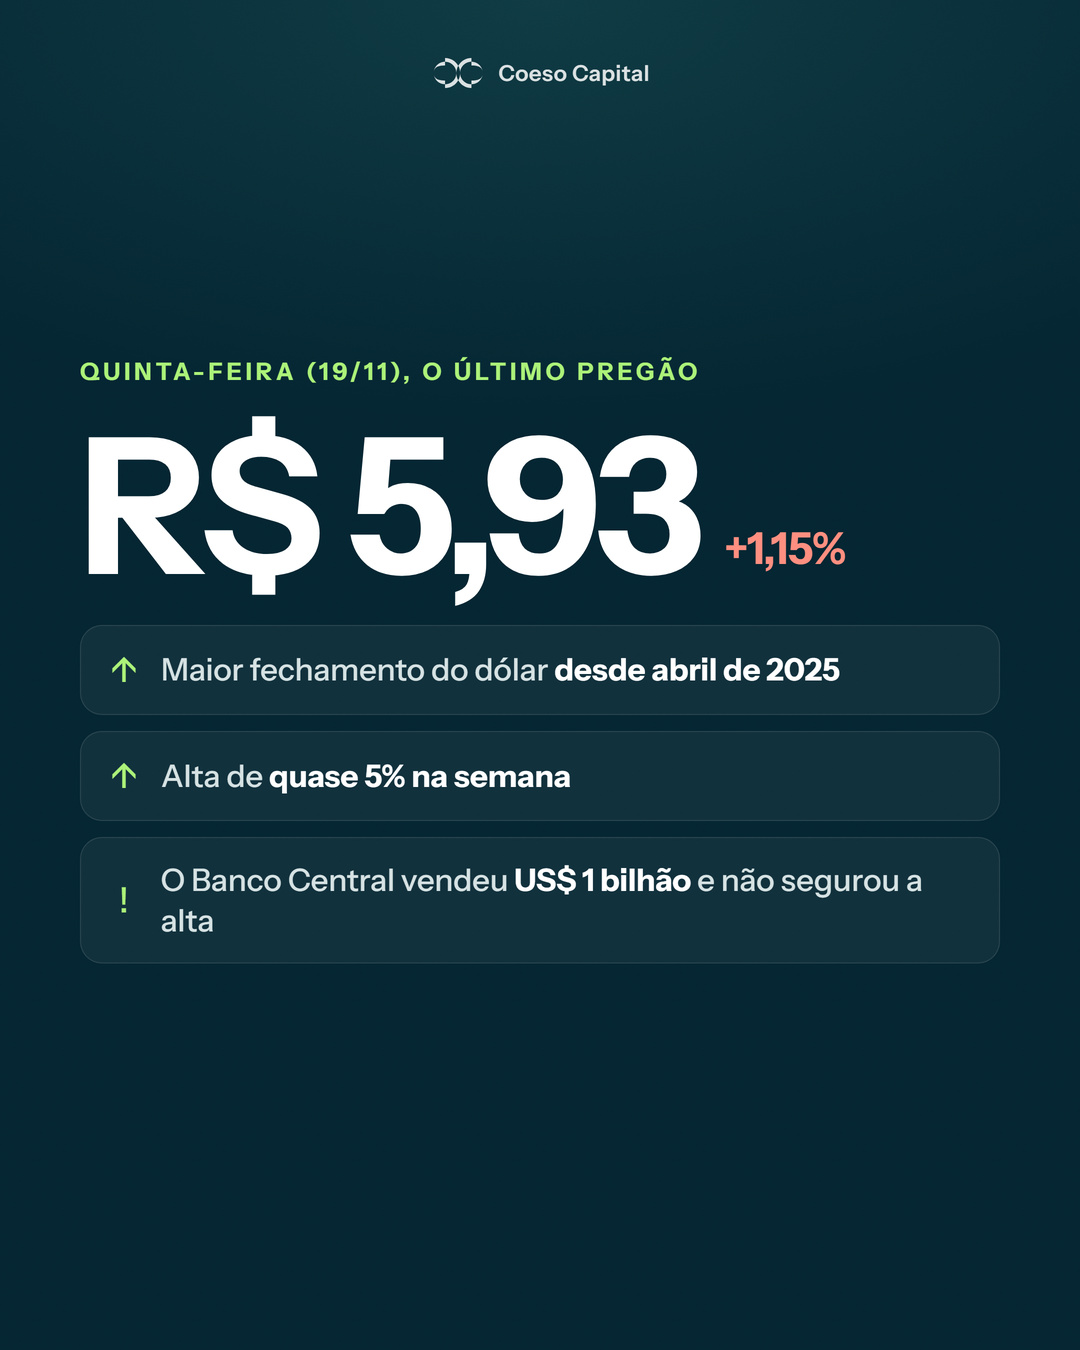 Coeso Capital
QUINTA-FEIRA (19/11), O ÚLTIMO PREGÃO
R$ 5,93 +1,15%
↑ Maior fechamento do dólar desde abril de 2025
↑ Alta de quase 5% na semana
! O Banco Central vendeu US$ 1 bilhão e não segurou a
alta